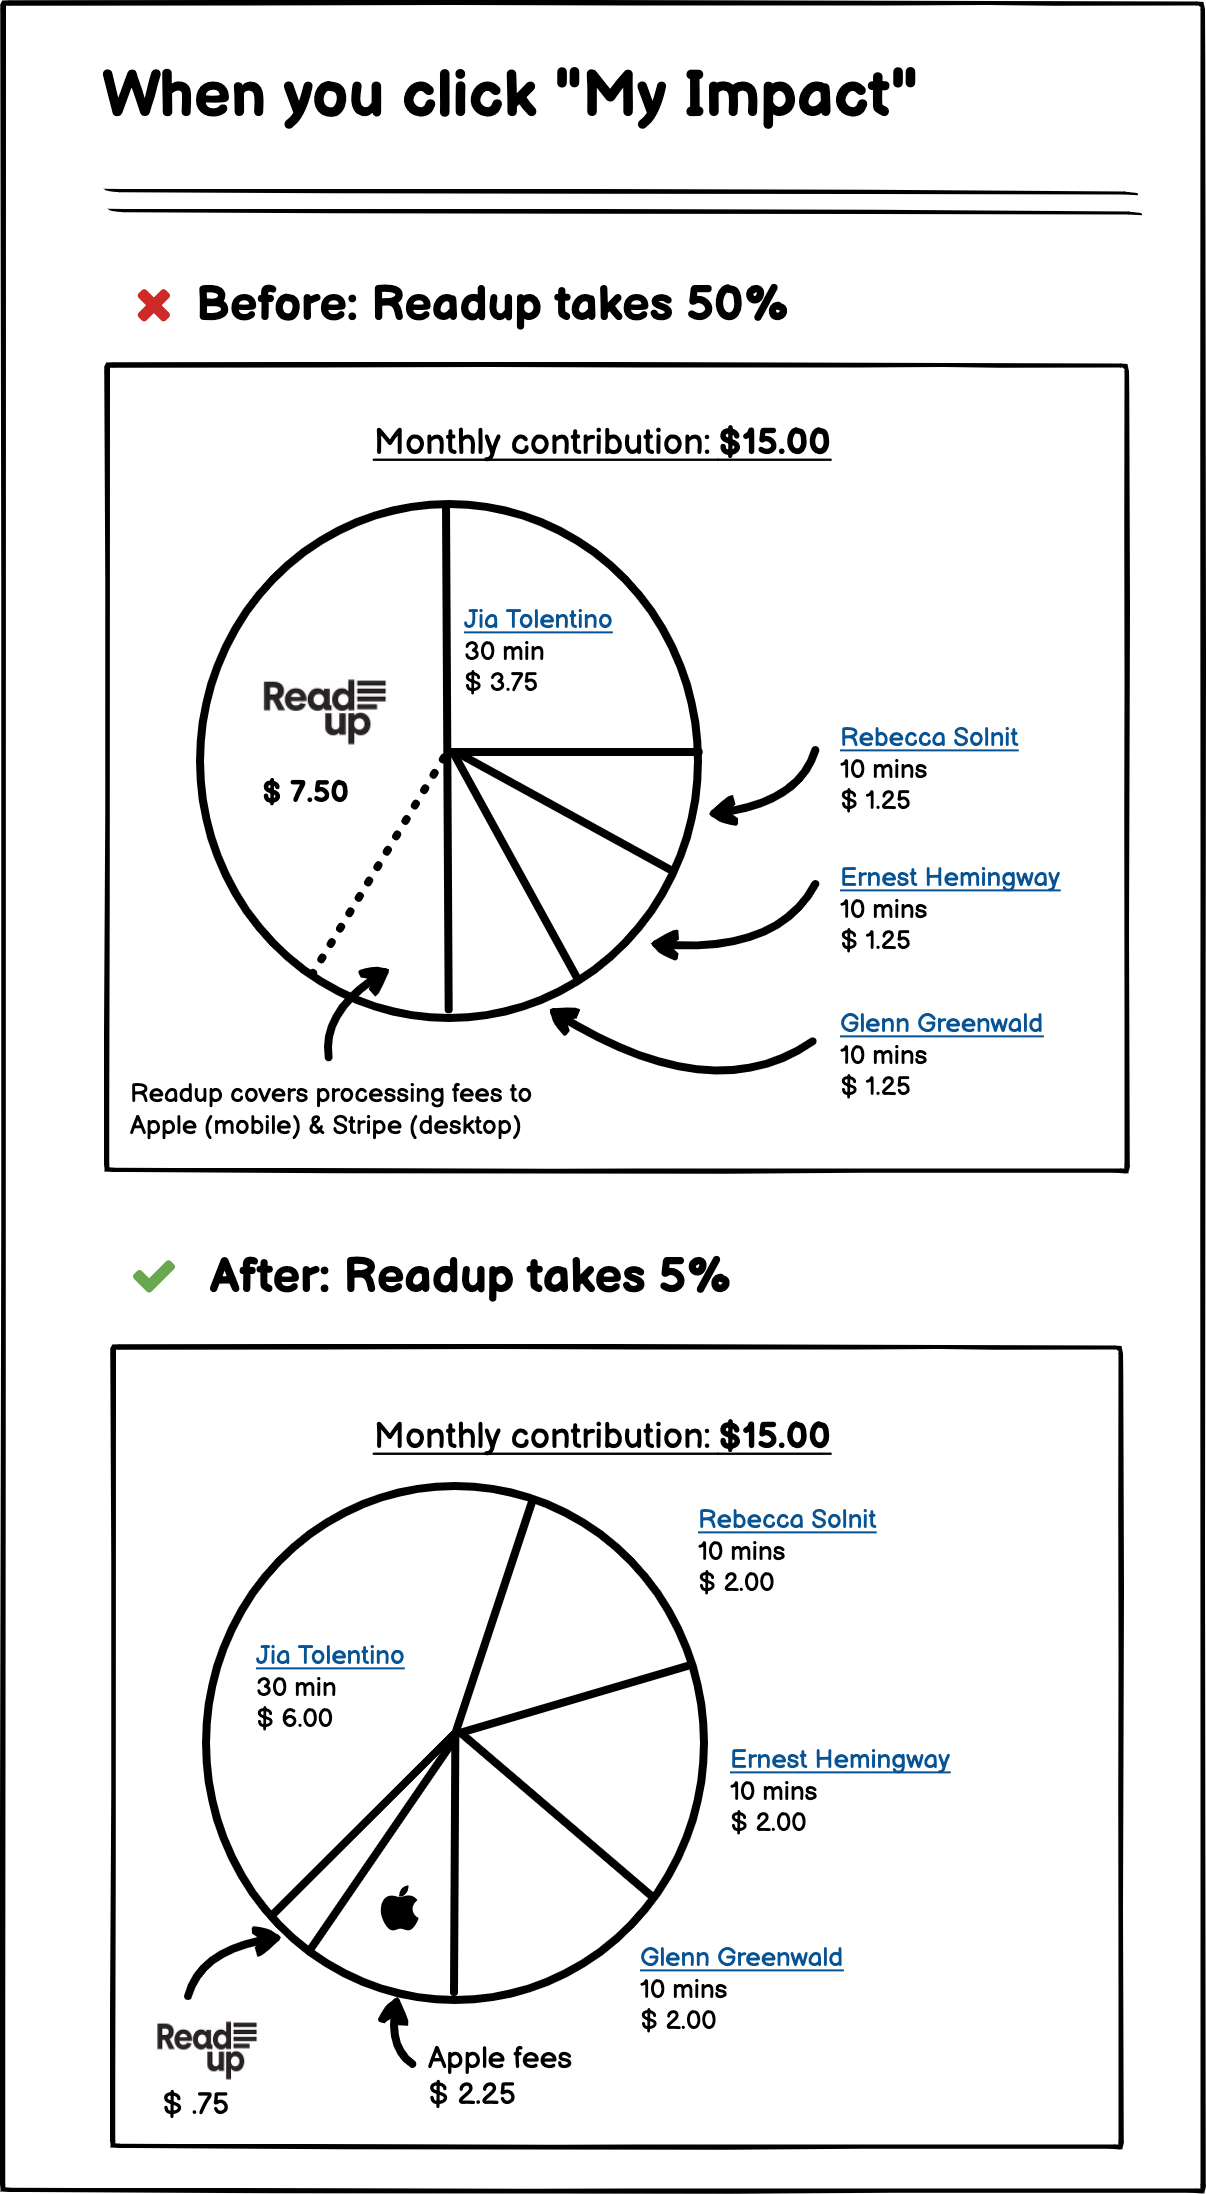 When you click "My Impact"
Before: Readup takes 50%
Monthly contribution: $15.00
Jia Tolentino
30 min
$ 3.75
Read
up
$ 7.50
Rebecca Solnit
10 mins
$ 1.25
Ernest Hemingway
10 mins
$ 1.25
Glenn Greenwald
10 mins
$ 1.25
Readup covers processing fees to
Apple (mobile) & Stripe (desktop)
After: Readup takes 5%
Monthly contribution: $15.00
Rebecca Solnit
10 mins
$ 2.00
Jia Tolentino
30 min
$ 6.00
Ernest Hemingway
10 mins
$ 2.00
Glenn Greenwald
10 mins
$ 2.00
Read
up
$ .75
Apple fees
$ 2.25